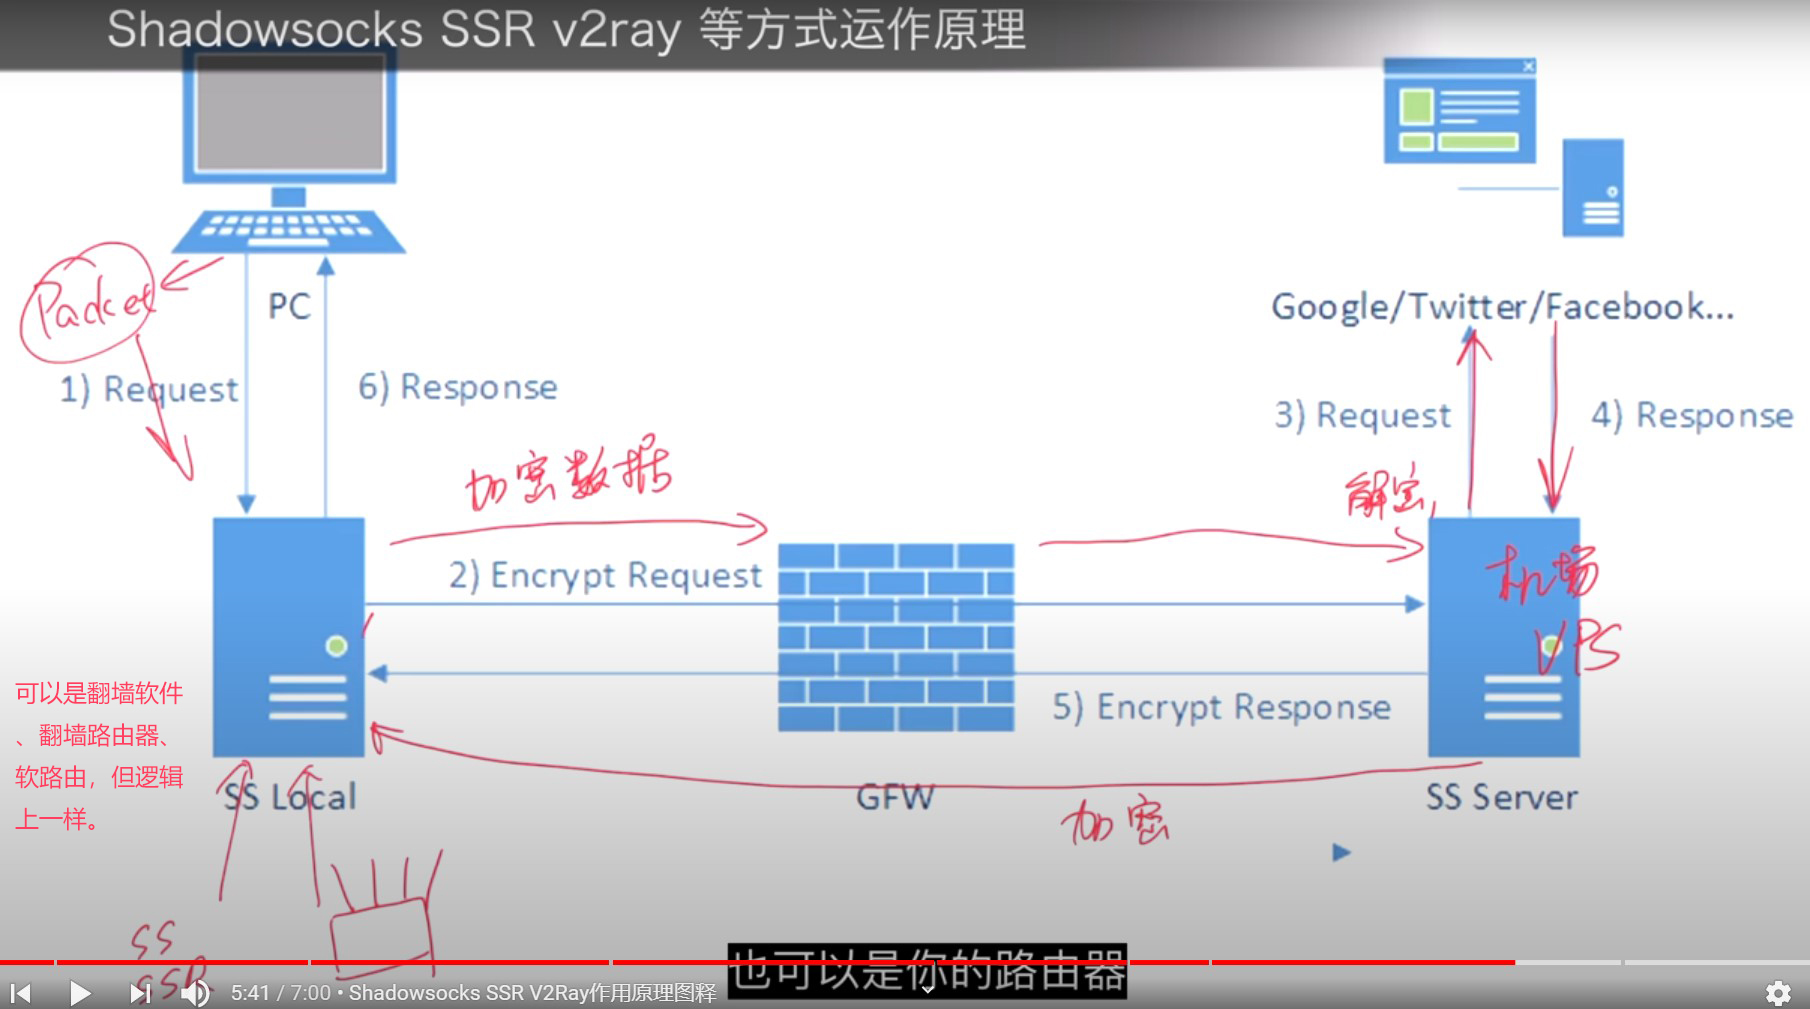 Shadowsocks SSR v2ray 等方式运作原理
Packet
PC
Google/Twitter/Facebook...
1) Request
6) Response
3) Request
4) Response
加密数据
解密
2) Encrypt Request
机场
VPS
5) Encrypt Response
可以是翻墙软件
、翻墙路由器、
软路由，但逻辑
上一样。
SS Local
GFW
SS Server
加密
SS
SSR
也可以是你的路由器
5:41 / 7:00 • Shadowsocks SSR V2Ray作用原理图释